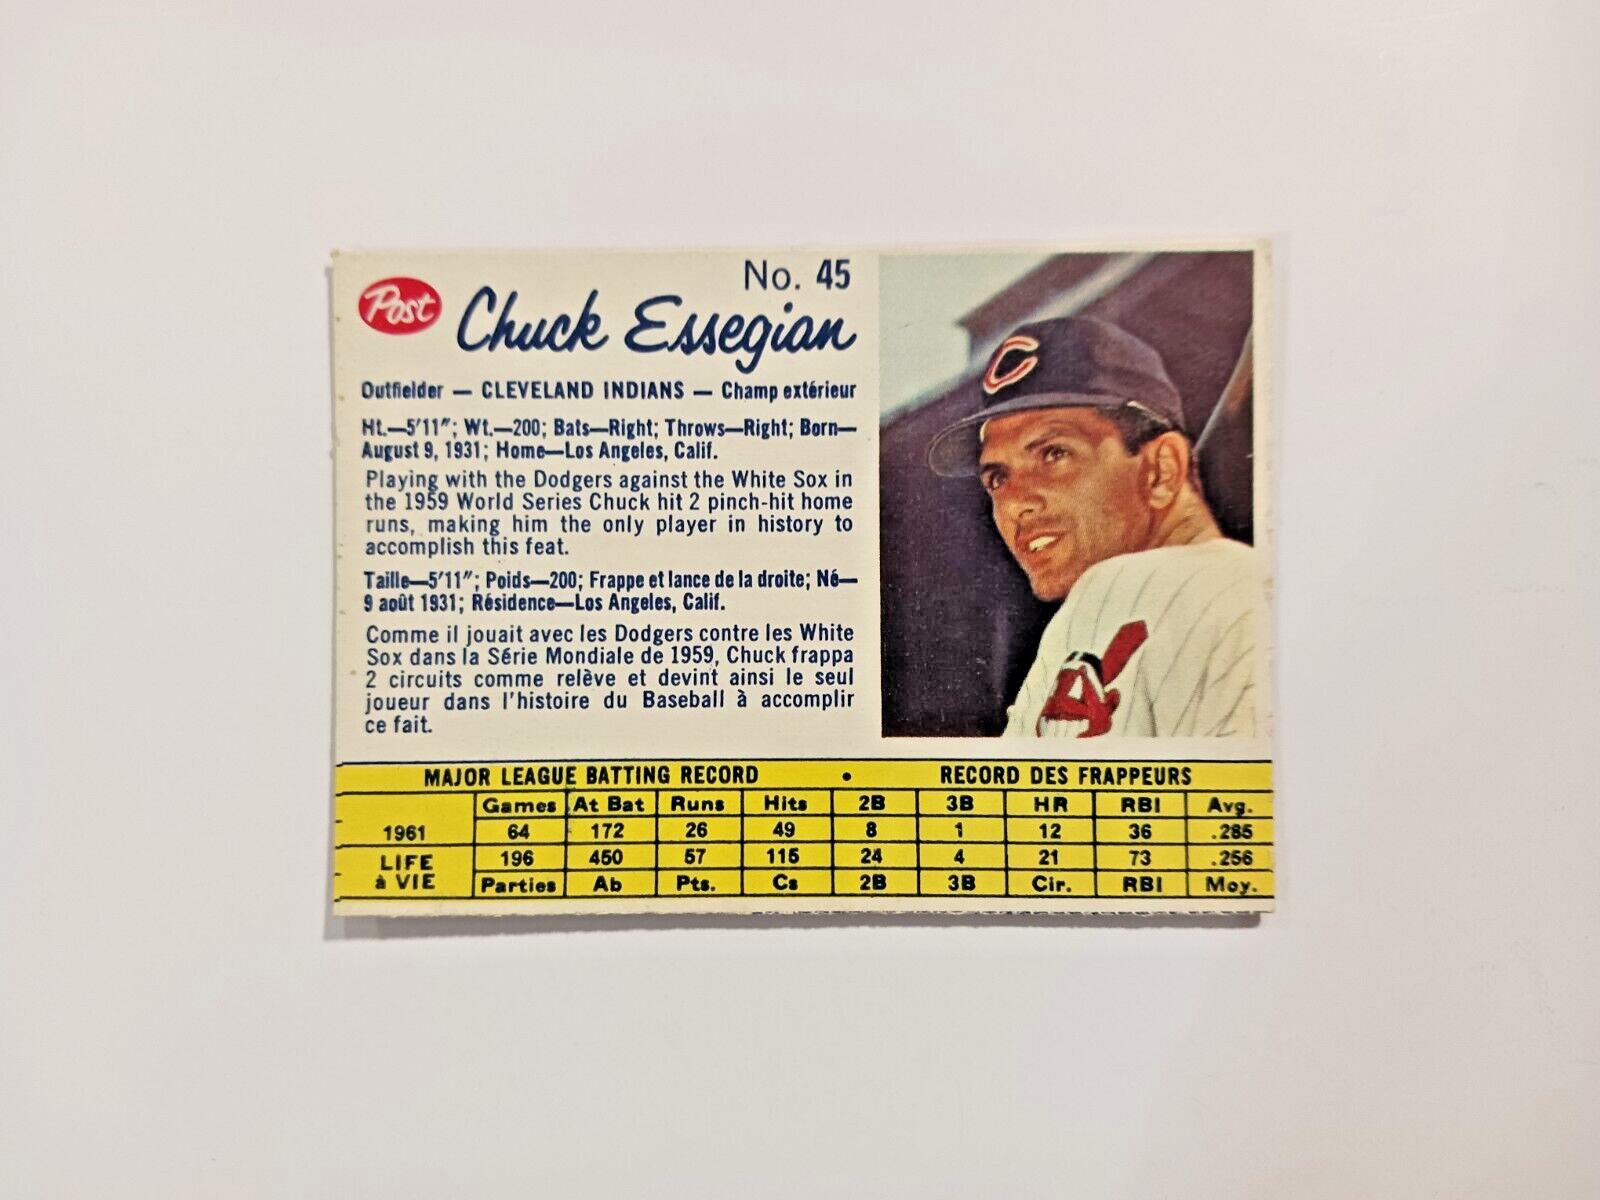 No. 45
Post
Chuck Essegian
Outfielder — CLEVELAND INDIANS — Champ extérieur
Ht.—5'11"; Wt.—200; Bats—Right; Throws—Right; Born—
August 9, 1931; Home—Los Angeles, Calif.
Playing with the Dodgers against the White Sox in
the 1959 World Series Chuck hit 2 pinch-hit home
runs, making him the only player in history to
accomplish this feat.
Taille—5'11"; Poids—200; Frappe et lance de la droite; Né—
9 août 1931; Résidence—Los Angeles, Calif.
Comme il jouait avec les Dodgers contre les White
Sox dans la Série Mondiale de 1959, Chuck frappa
2 circuits comme relève et devint ainsi le seul
joueur dans l'histoire du Baseball à accomplir
ce fait.
C
MAJOR LEAGUE BATTING RECORD • RECORD DES FRAPPEURS
Games At Bat Runs Hits 2B 3B HR RBI Avg.
1961 64 172 26 49 8 1 12 36 .285
LIFE 196 450 57 115 24 4 21 73 .256
à VIE Parties Ab Pts. Cs 2B 3B Cir. RBI Moy.